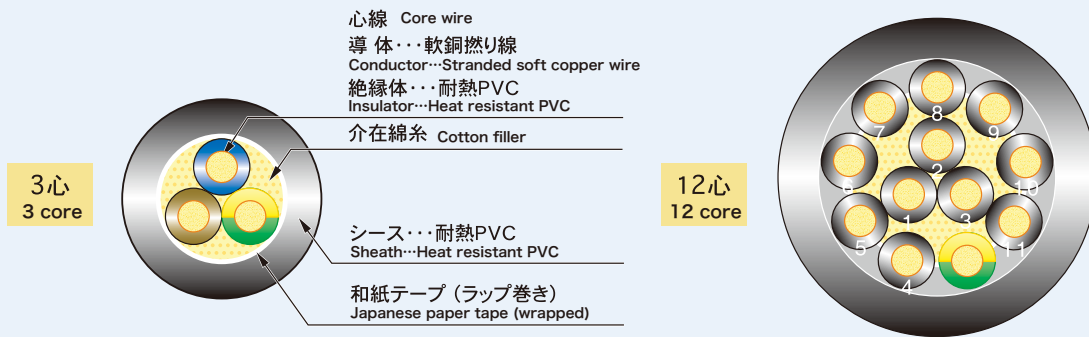 心線 Core wire
導 体･･･軟銅撚り線
Conductor…Stranded soft copper wire
絶縁体･･･耐熱PVC
Insulator…Heat resistant PVC
介在綿糸 Cotton filler
3心
3 core
シース･･･耐熱PVC
Sheath…Heat resistant PVC
和紙テープ（ラップ巻き）
Japanese paper tape (wrapped)
12心
12 core
8
7
9
2
6
10
1
3
5
11
4